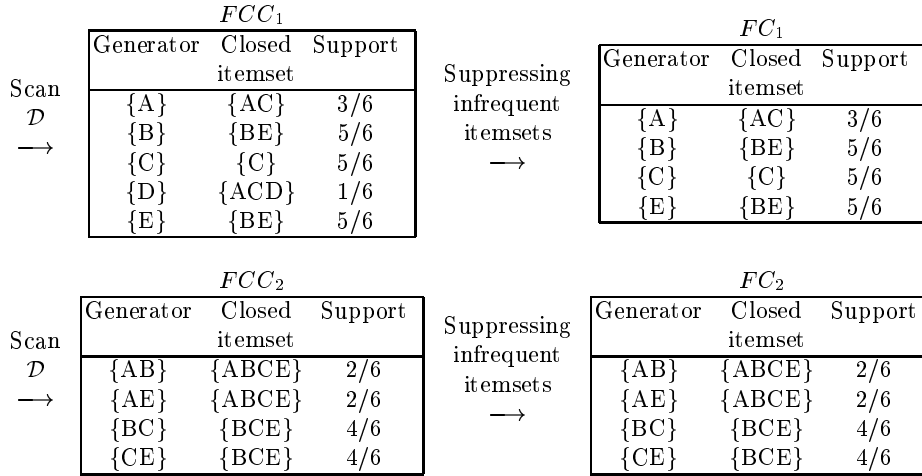 FCC₁
Generator Closed Support
itemset
{A} {AC} 3/6
{B} {BE} 5/6
{C} {C} 5/6
{D} {ACD} 1/6
{E} {BE} 5/6
Scan
D
→
Suppressing
infrequent
itemsets
→
FC₁
Generator Closed Support
itemset
{A} {AC} 3/6
{B} {BE} 5/6
{C} {C} 5/6
{E} {BE} 5/6
FCC₂
Generator Closed Support
itemset
{AB} {ABCE} 2/6
{AE} {ABCE} 2/6
{BC} {BCE} 4/6
{CE} {BCE} 4/6
Scan
D
→
Suppressing
infrequent
itemsets
→
FC₂
Generator Closed Support
itemset
{AB} {ABCE} 2/6
{AE} {ABCE} 2/6
{BC} {BCE} 4/6
{CE} {BCE} 4/6